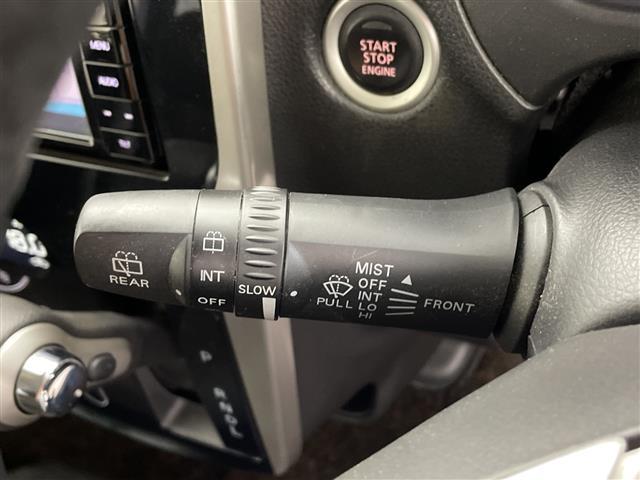 MENU
AUDIO
START
STOP
ENGINE
REAR
INT
OFF
SLOW
PULL
MIST
OFF
INT
LO
HI
FRONT
P
R
N
D
L